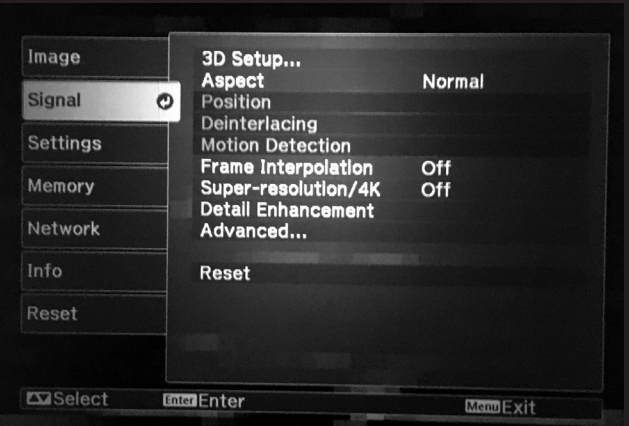 Image
Signal
Settings
Memory
Network
Info
Reset
3D Setup...
Aspect Normal
Position
Deinterlacing
Motion Detection
Frame Interpolation Off
Super-resolution/4K Off
Detail Enhancement
Advanced...
Reset
Select Enter Enter Menu Exit